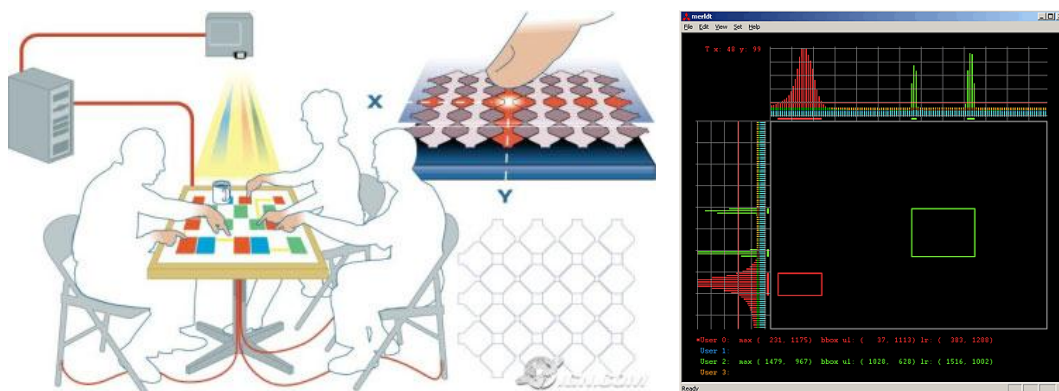 X
Y
merldt
File Edit View Set Help
T x: 48 y: 99
*User 0: max ( 231, 1175) bbox ul: ( 37, 1113) lr: ( 383, 1288)
User 1:
User 2: max (1479, 967) bbox ul: ( 1028, 628) lr: ( 1516, 1002)
User 3:
Ready